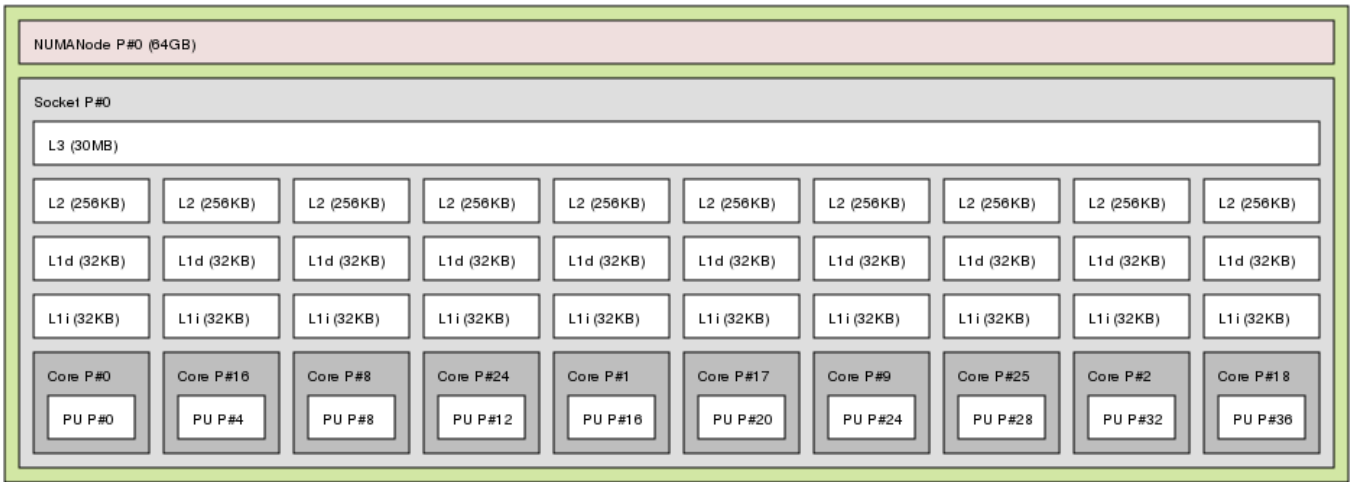 NUMANode P#0 (64GB)
Socket P#0
L3 (30MB)
L2 (256KB) L2 (256KB) L2 (256KB) L2 (256KB) L2 (256KB) L2 (256KB) L2 (256KB) L2 (256KB) L2 (256KB) L2 (256KB)
L1d (32KB) L1d (32KB) L1d (32KB) L1d (32KB) L1d (32KB) L1d (32KB) L1d (32KB) L1d (32KB) L1d (32KB) L1d (32KB)
L1i (32KB) L1i (32KB) L1i (32KB) L1i (32KB) L1i (32KB) L1i (32KB) L1i (32KB) L1i (32KB) L1i (32KB) L1i (32KB)
Core P#0 Core P#16 Core P#8 Core P#24 Core P#1 Core P#17 Core P#9 Core P#25 Core P#2 Core P#18
PU P#0 PU P#4 PU P#8 PU P#12 PU P#16 PU P#20 PU P#24 PU P#28 PU P#32 PU P#36